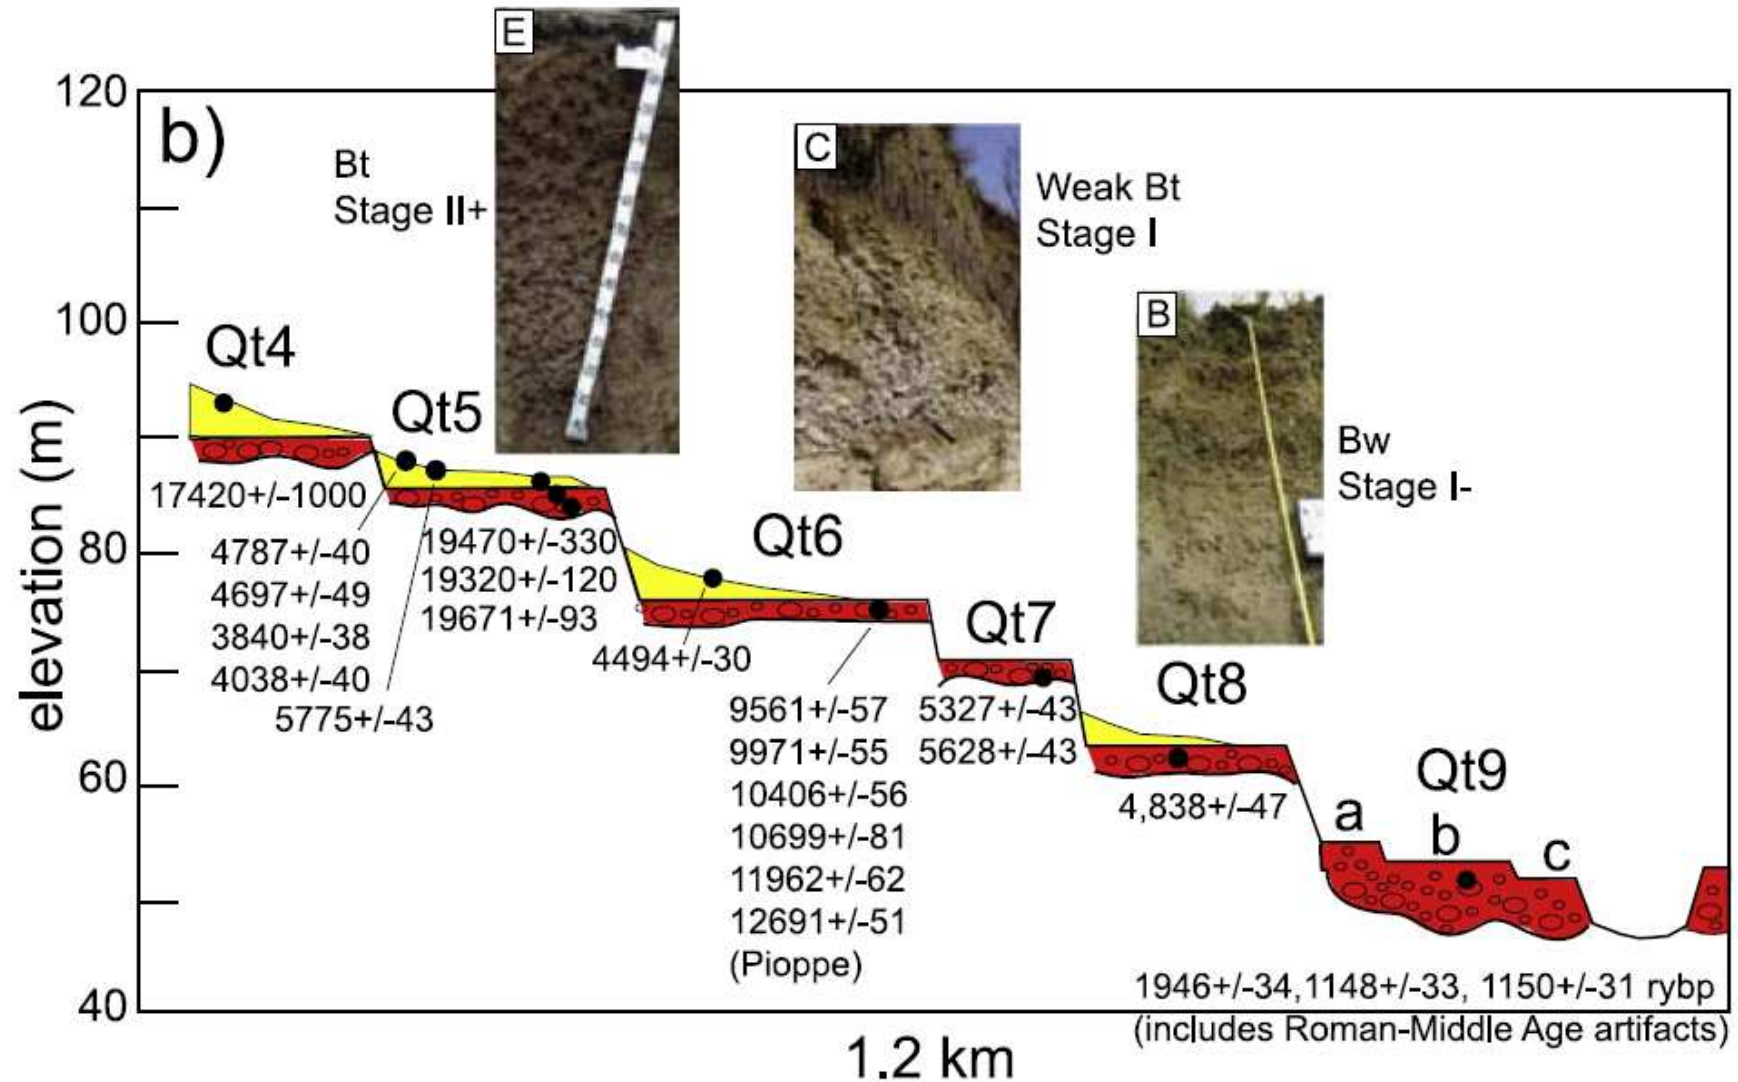 E
120
b)
Bt
Stage II+
C
Weak Bt
Stage I
B
100
Qt4
Qt5
Bw
Stage I-
elevation (m)
17420+/-1000
80
4787+/-40
4697+/-49
3840+/-38
4038+/-40
5775+/-43
19470+/-330
19320+/-120
19671+/-93
Qt6
4494+/-30
9561+/-57
9971+/-55
10406+/-56
10699+/-81
11962+/-62
12691+/-51
(Pioppe)
Qt7
5327+/-43
5628+/-43
Qt8
60
4,838+/-47
Qt9
a
b
c
40
1946+/-34,1148+/-33, 1150+/-31 rybp
(includes Roman-Middle Age artifacts)
1.2 km